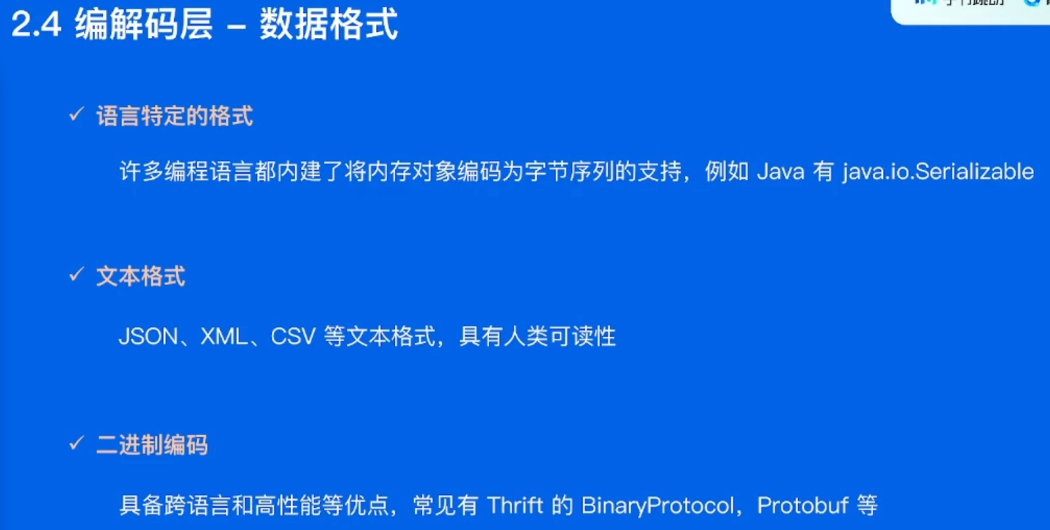 2.4 编解码层 – 数据格式
✓ 语言特定的格式
许多编程语言都内建了将内存对象编码为字节序列的支持，例如 Java 有 java.io.Serializable
✓ 文本格式
JSON、XML、CSV 等文本格式，具有人类可读性
✓ 二进制编码
具备跨语言和高性能等优点，常见有 Thrift 的 BinaryProtocol，Protobuf 等